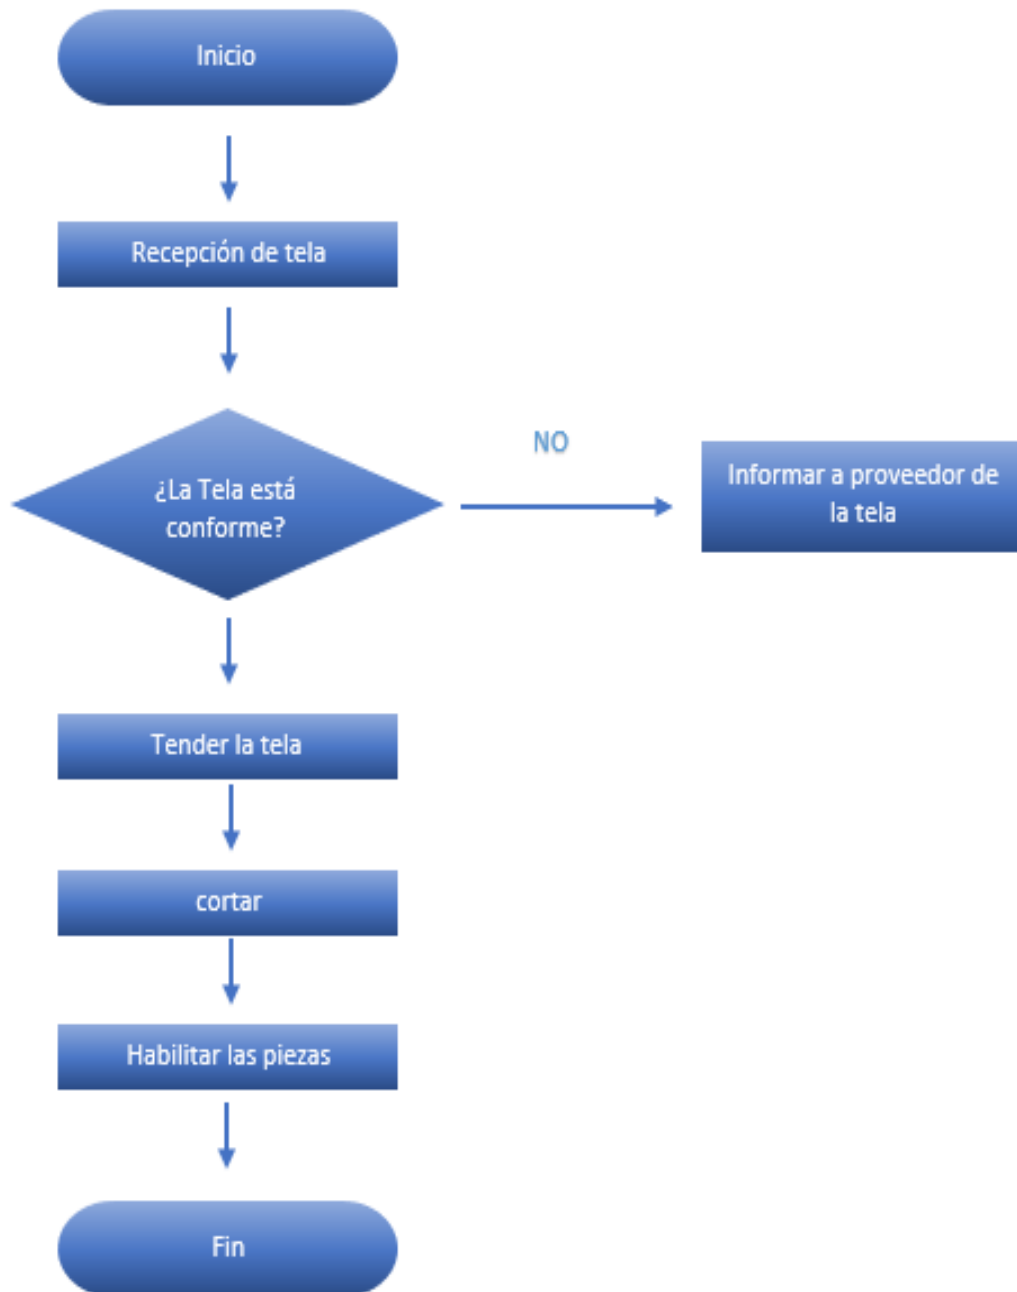 Inicio
Recepción de tela
¿La Tela está
conforme?
NO
Informar a proveedor de
la tela
Tender la tela
cortar
Habilitar las piezas
Fin